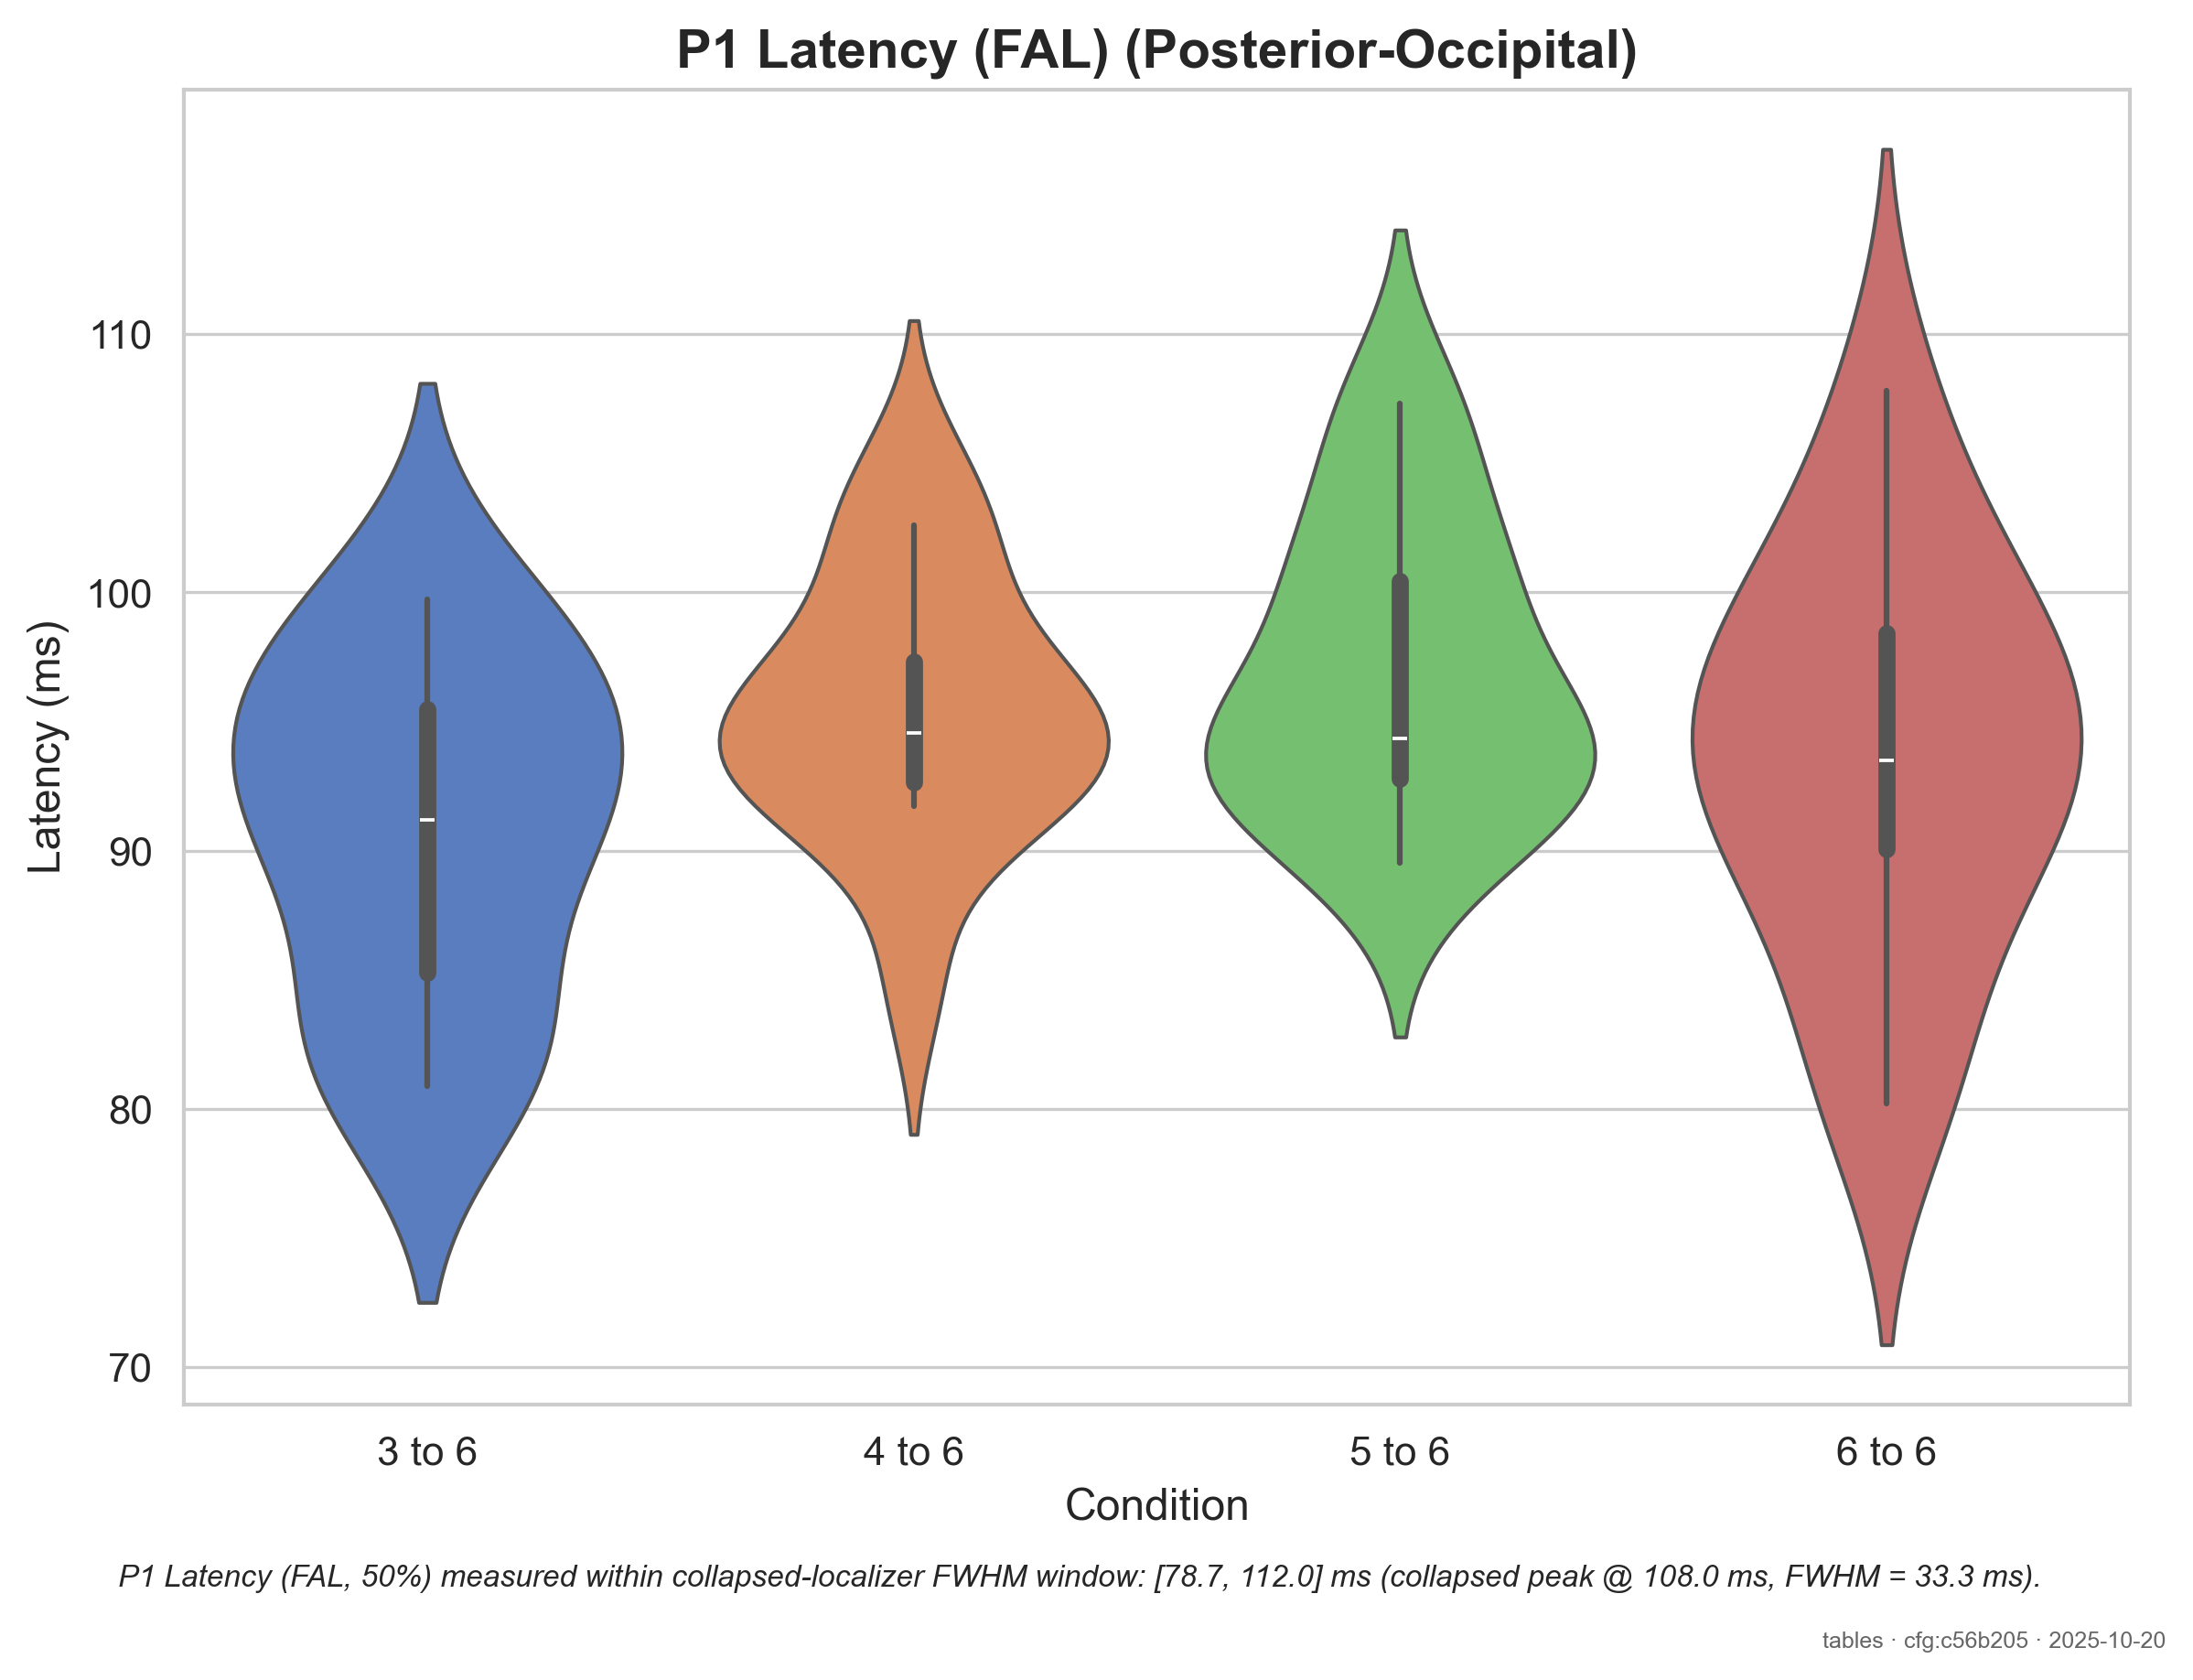 P1 Latency (FAL) (Posterior-Occipital)
Latency (ms)
110
100
90
80
70
3 to 6
4 to 6
5 to 6
6 to 6
Condition
P1 Latency (FAL, 50%) measured within collapsed-localizer FWHM window: [78.7, 112.0] ms (collapsed peak @ 108.0 ms, FWHM = 33.3 ms).
tables · cfg:c56b205 · 2025-10-20